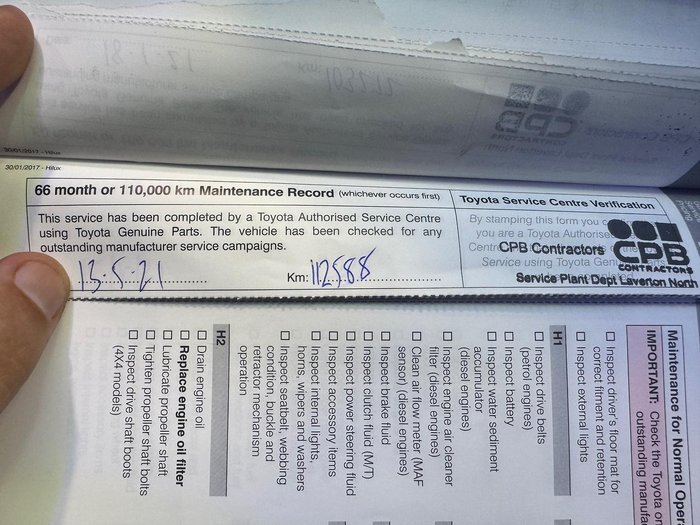 30/01/2017 - Hilux
30/01/2017 - Hilux
66 month or 110,000 km Maintenance Record (whichever occurs first)
This service has been completed by a Toyota Authorised Service Centre
using Toyota Genuine Parts. The vehicle has been checked for any
outstanding manufacturer service campaigns.
13.5.21
Km: 112588
Toyota Service Centre Verification
By stamping this form you
you are a Toyota Authorise
Centr
Service using Toyota Gen
CPB Contractors
CPB
CONTRACTORS
Service Plant Dept Laverton North
Maintenance for Normal Oper
IMPORTANT: Check the Toyota on
outstanding manufa
☐ Inspect driver's floor mat for
correct fitment and retention
☐ Inspect external lights
H1
☐ Inspect drive belts
(petrol engines)
☐ Inspect battery
☐ Inspect water sediment
accumulator
(diesel engines)
☐ Inspect engine air cleaner
filter (diesel engines)
☐ Clean air flow meter (MAF
sensor) (diesel engines)
☐ Inspect brake fluid
☐ Inspect clutch fluid (M/T)
☐ Inspect power steering fluid
☐ Inspect accessory items
☐ Inspect internal lights,
horns, wipers and washers
☐ Inspect seatbelt, webbing
condition, buckle and
retractor mechanism
operation
H2
☐ Drain engine oil
☐ Replace engine oil filter
☐ Lubricate propeller shaft
☐ Tighten propeller shaft bolts
☐ Inspect drive shaft boots
(4X4 models)